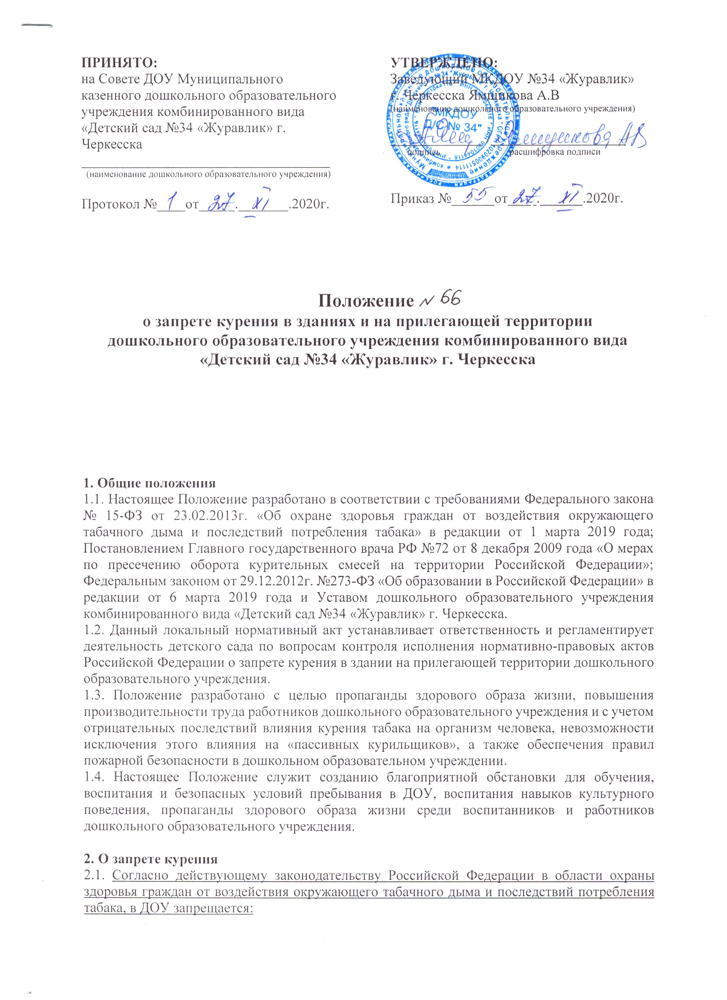 ПРИНЯТО:
на Совете ДОУ Муниципального
казенного дошкольного образовательного
учреждения комбинированного вида
«Детский сад №34 «Журавлик» г.
Черкесска
(наименование дошкольного образовательного учреждения)
Протокол № 1 от 27. XI .2020г.
УТВЕРЖДЕНО:
Заведующий МКДОУ №34 «Журавлик»
г. Черкесска Ямщикова А.В
(наименование дошкольного образовательного учреждения)
"МКДОУ
Д/С № 34"
Ямщикова АВ
подпись расшифровка подписи
Приказ № 55 от 27. XI .2020г.
Положение N 66
о запрете курения в зданиях и на прилегающей территории
дошкольного образовательного учреждения комбинированного вида
«Детский сад №34 «Журавлик» г. Черкесска
1. Общие положения
1.1. Настоящее Положение разработано в соответствии с требованиями Федерального закона
№ 15-ФЗ от 23.02.2013г. «Об охране здоровья граждан от воздействия окружающего
табачного дыма и последствий потребления табака» в редакции от 1 марта 2019 года;
Постановлением Главного государственного врача РФ №72 от 8 декабря 2009 года «О мерах
по пресечению оборота курительных смесей на территории Российской Федерации»;
Федеральным законом от 29.12.2012г. №273-ФЗ «Об образовании в Российской Федерации» в
редакции от 6 марта 2019 года и Уставом дошкольного образовательного учреждения
комбинированного вида «Детский сад №34 «Журавлик» г. Черкесска.
1.2. Данный локальный нормативный акт устанавливает ответственность и регламентирует
деятельность детского сада по вопросам контроля исполнения нормативно-правовых актов
Российской Федерации о запрете курения в здании на прилегающей территории дошкольного
образовательного учреждения.
1.3. Положение разработано с целью пропаганды здорового образа жизни, повышения
производительности труда работников дошкольного образовательного учреждения и с учетом
отрицательных последствий влияния курения табака на организм человека, невозможности
исключения этого влияния на «пассивных курильщиков», а также обеспечения правил
пожарной безопасности в дошкольном образовательном учреждении.
1.4. Настоящее Положение служит созданию благоприятной обстановки для обучения,
воспитания и безопасных условий пребывания в ДОУ, воспитания навыков культурного
поведения, пропаганды здорового образа жизни среди воспитанников и работников
дошкольного образовательного учреждения.
2. О запрете курения
2.1. Согласно действующему законодательству Российской Федерации в области охраны
здоровья граждан от воздействия окружающего табачного дыма и последствий потребления
табака, в ДОУ запрещается: